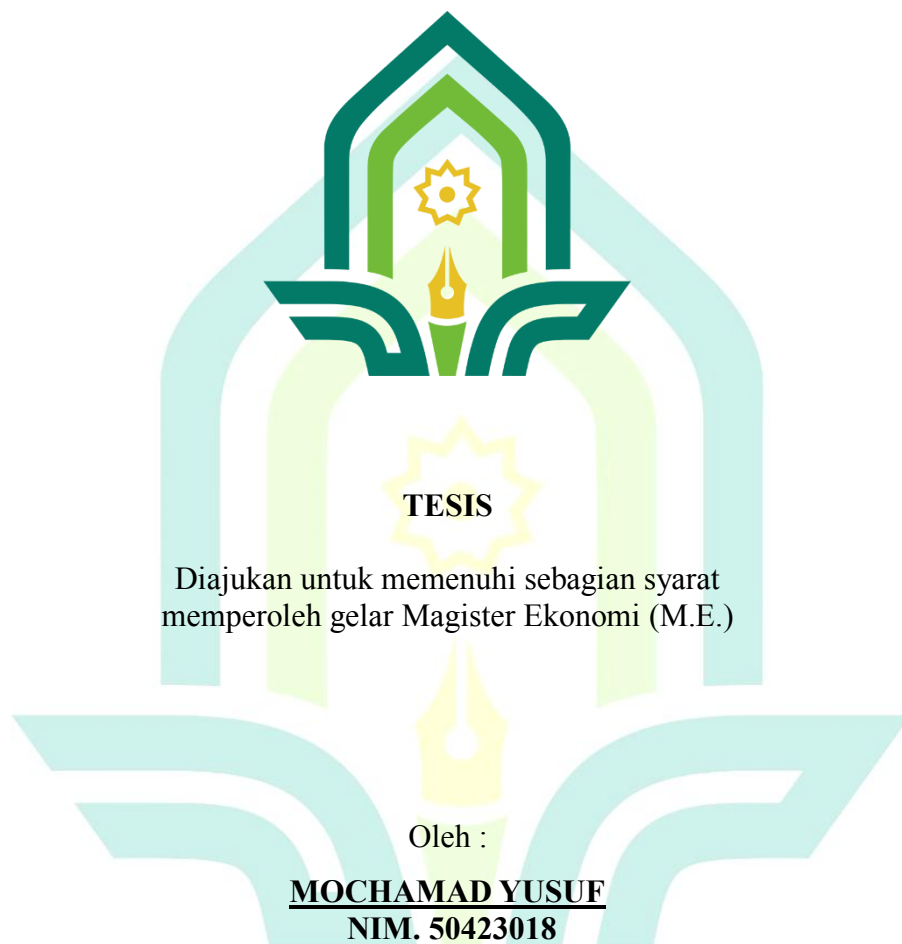 TESIS
Diajukan untuk memenuhi sebagian syarat
memperoleh gelar Magister Ekonomi (M.E.)
Oleh :
MOCHAMAD YUSUF
NIM. 50423018